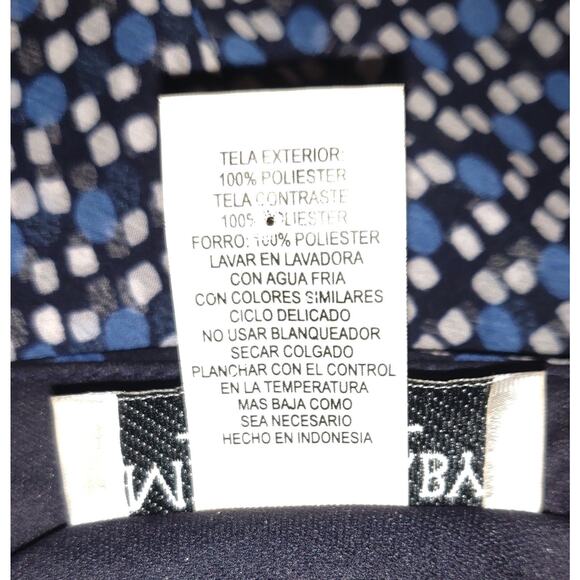 TELA EXTERIOR:
100% POLIESTER
TELA CONTRASTE
100% POLIESTER
FORRO: 100% POLIESTER
LAVAR EN LAVADORA
CON AGUA FRIA
CON COLORES SIMILARES
CICLO DELICADO
NO USAR BLANQUEADOR
SECAR COLGADO
PLANCHAR CON EL CONTROL
EN LA TEMPERATURA
MAS BAJA COMO
SEA NECESARIO
HECHO EN INDONESIA
BY